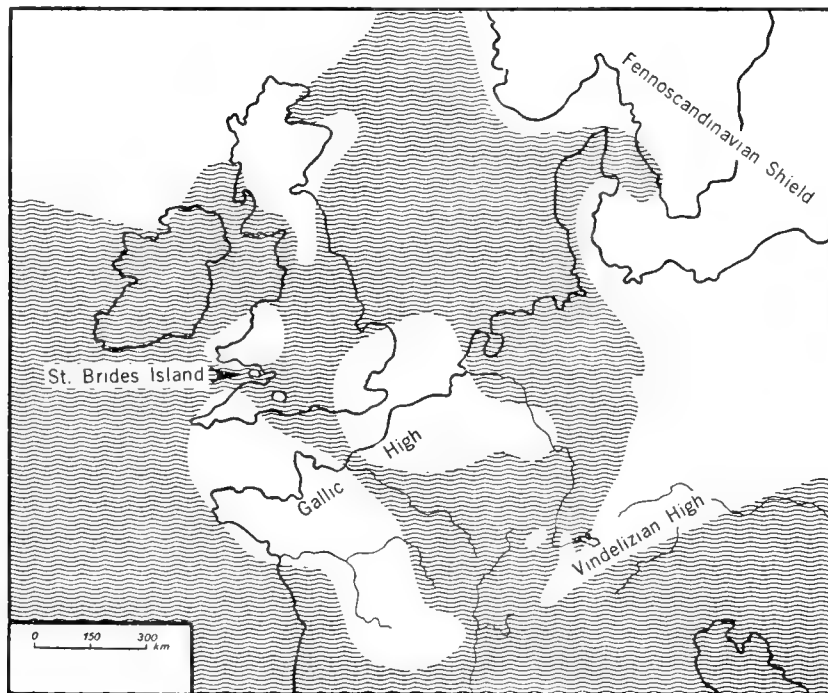 Fennoscandinavian Shield
St. Brides Island
Gallic High
Vindelizian High
0 150 300
km